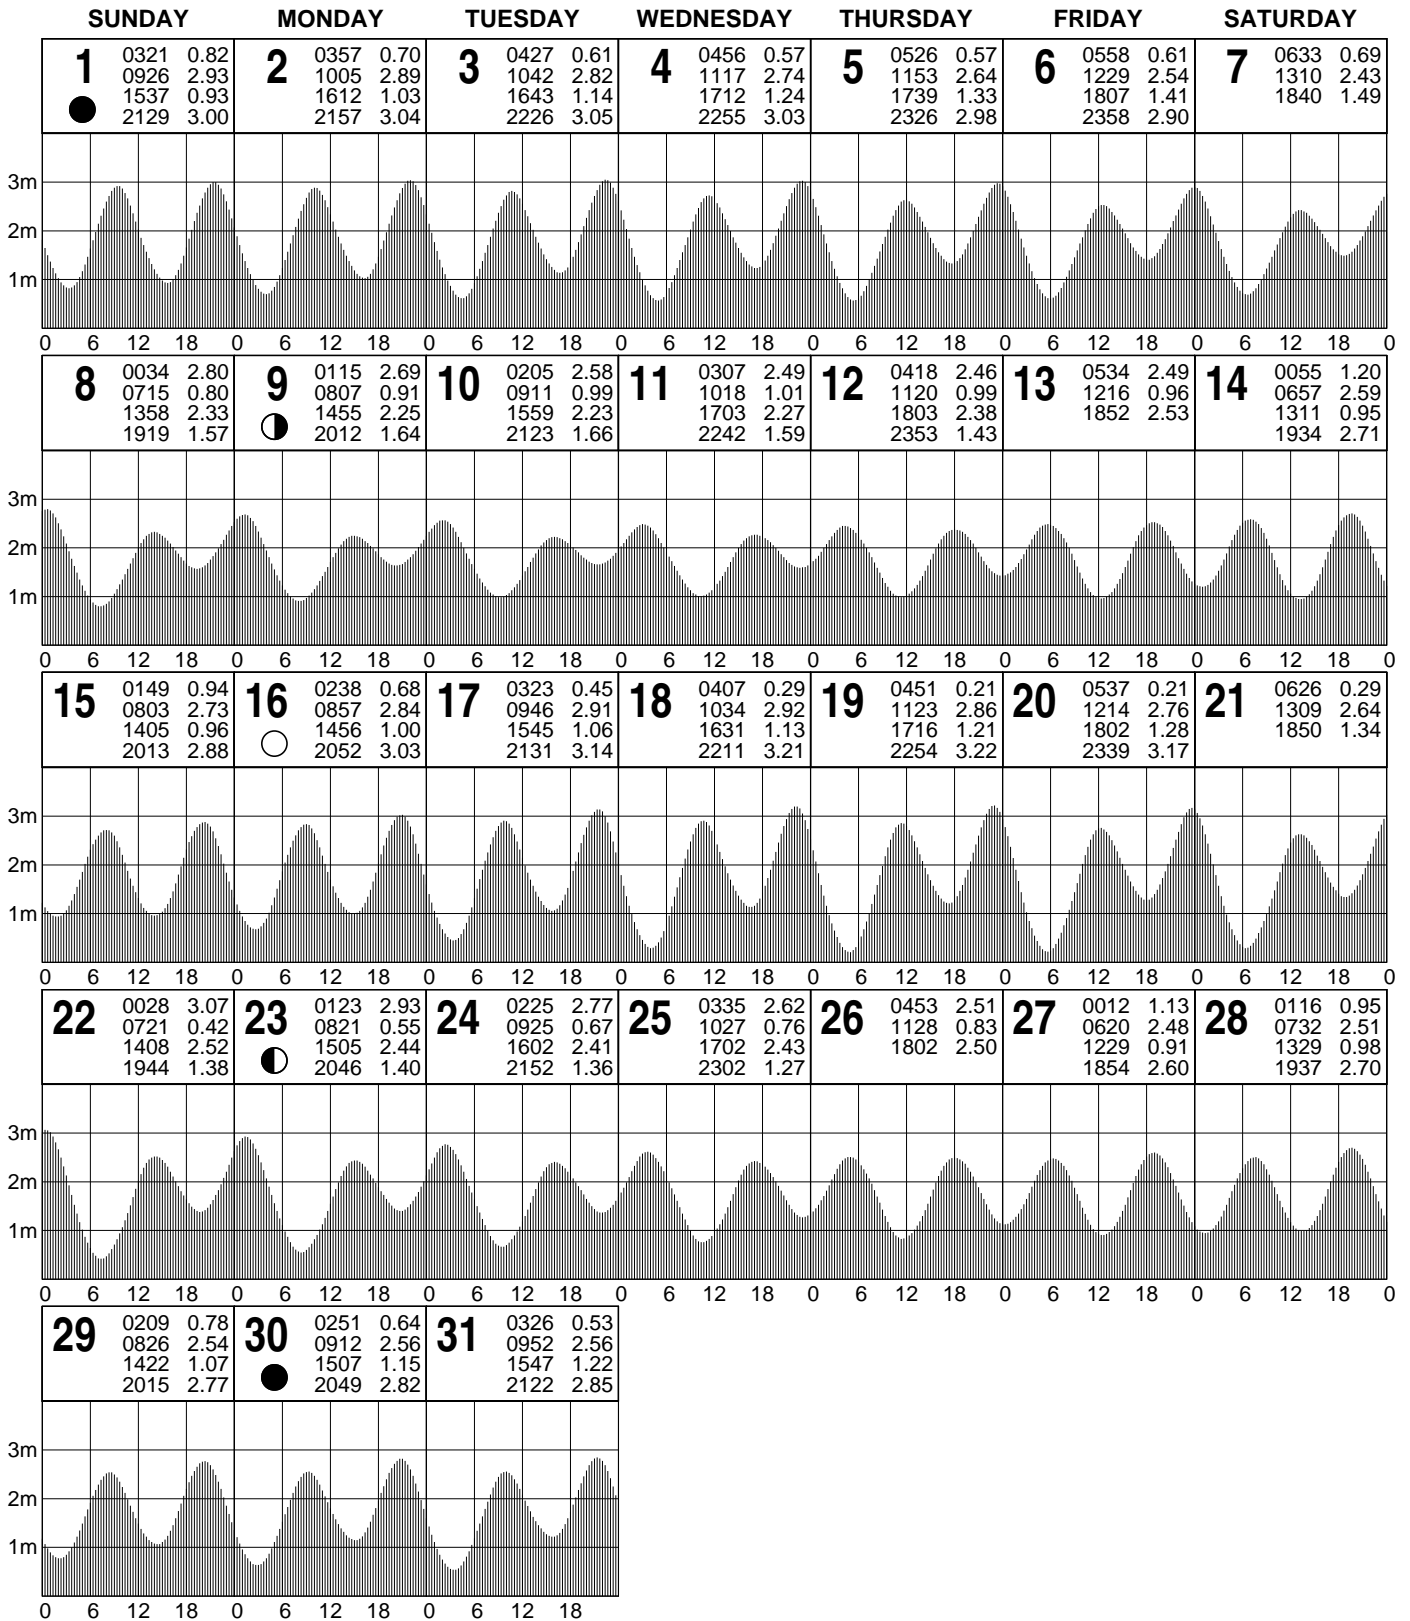 SUNDAY MONDAY TUESDAY WEDNESDAY THURSDAY FRIDAY SATURDAY
1 0321 0.82 2 0357 0.70 3 0427 0.61 4 0456 0.57 5 0526 0.57 6 0558 0.61 7 0633 0.69
0926 2.93 1005 2.89 1042 2.82 1117 2.74 1153 2.64 1229 2.54 1310 2.43
1537 0.93 1612 1.03 1643 1.14 1712 1.24 1739 1.33 1807 1.41 1840 1.49
2129 3.00 2157 3.04 2226 3.05 2255 3.03 2326 2.98 2358 2.90
3m
2m
1m
0 6 12 18 0 6 12 18 0 6 12 18 0 6 12 18 0 6 12 18 0 6 12 18 0 6 12 18 0
8 0034 2.80 9 0115 2.69 10 0205 2.58 11 0307 2.49 12 0418 2.46 13 0534 2.49 14 0055 1.20
0715 0.80 0807 0.91 0911 0.99 1018 1.01 1120 0.99 1216 0.96 0657 2.59
1358 2.33 1455 2.25 1559 2.23 1703 2.27 1803 2.38 1852 2.53 1311 0.95
1919 1.57 2012 1.64 2123 1.66 2242 1.59 2353 1.43 1934 2.71
3m
2m
1m
0 6 12 18 0 6 12 18 0 6 12 18 0 6 12 18 0 6 12 18 0 6 12 18 0 6 12 18 0
15 0149 0.94 16 0238 0.68 17 0323 0.45 18 0407 0.29 19 0451 0.21 20 0537 0.21 21 0626 0.29
0803 2.73 0857 2.84 0946 2.91 1034 2.92 1123 2.86 1214 2.76 1309 2.64
1405 0.96 1456 1.00 1545 1.06 1631 1.13 1716 1.21 1802 1.28 1850 1.34
2013 2.88 2052 3.03 2131 3.14 2211 3.21 2254 3.22 2339 3.17
3m
2m
1m
0 6 12 18 0 6 12 18 0 6 12 18 0 6 12 18 0 6 12 18 0 6 12 18 0 6 12 18 0
22 0028 3.07 23 0123 2.93 24 0225 2.77 25 0335 2.62 26 0453 2.51 27 0012 1.13 28 0116 0.95
0721 0.42 0821 0.55 0925 0.67 1027 0.76 1128 0.83 0620 2.48 0732 2.51
1408 2.52 1505 2.44 1602 2.41 1702 2.43 1802 2.50 1229 0.91 1329 0.98
1944 1.38 2046 1.40 2152 1.36 2302 1.27 1854 2.60 1937 2.70
3m
2m
1m
0 6 12 18 0 6 12 18 0 6 12 18 0 6 12 18 0 6 12 18 0 6 12 18 0 6 12 18 0
29 0209 0.78 30 0251 0.64 31 0326 0.53
0826 2.54 0912 2.56 0952 2.56
1422 1.07 1507 1.15 1547 1.22
2015 2.77 2049 2.82 2122 2.85
3m
2m
1m
0 6 12 18 0 6 12 18 0 6 12 18